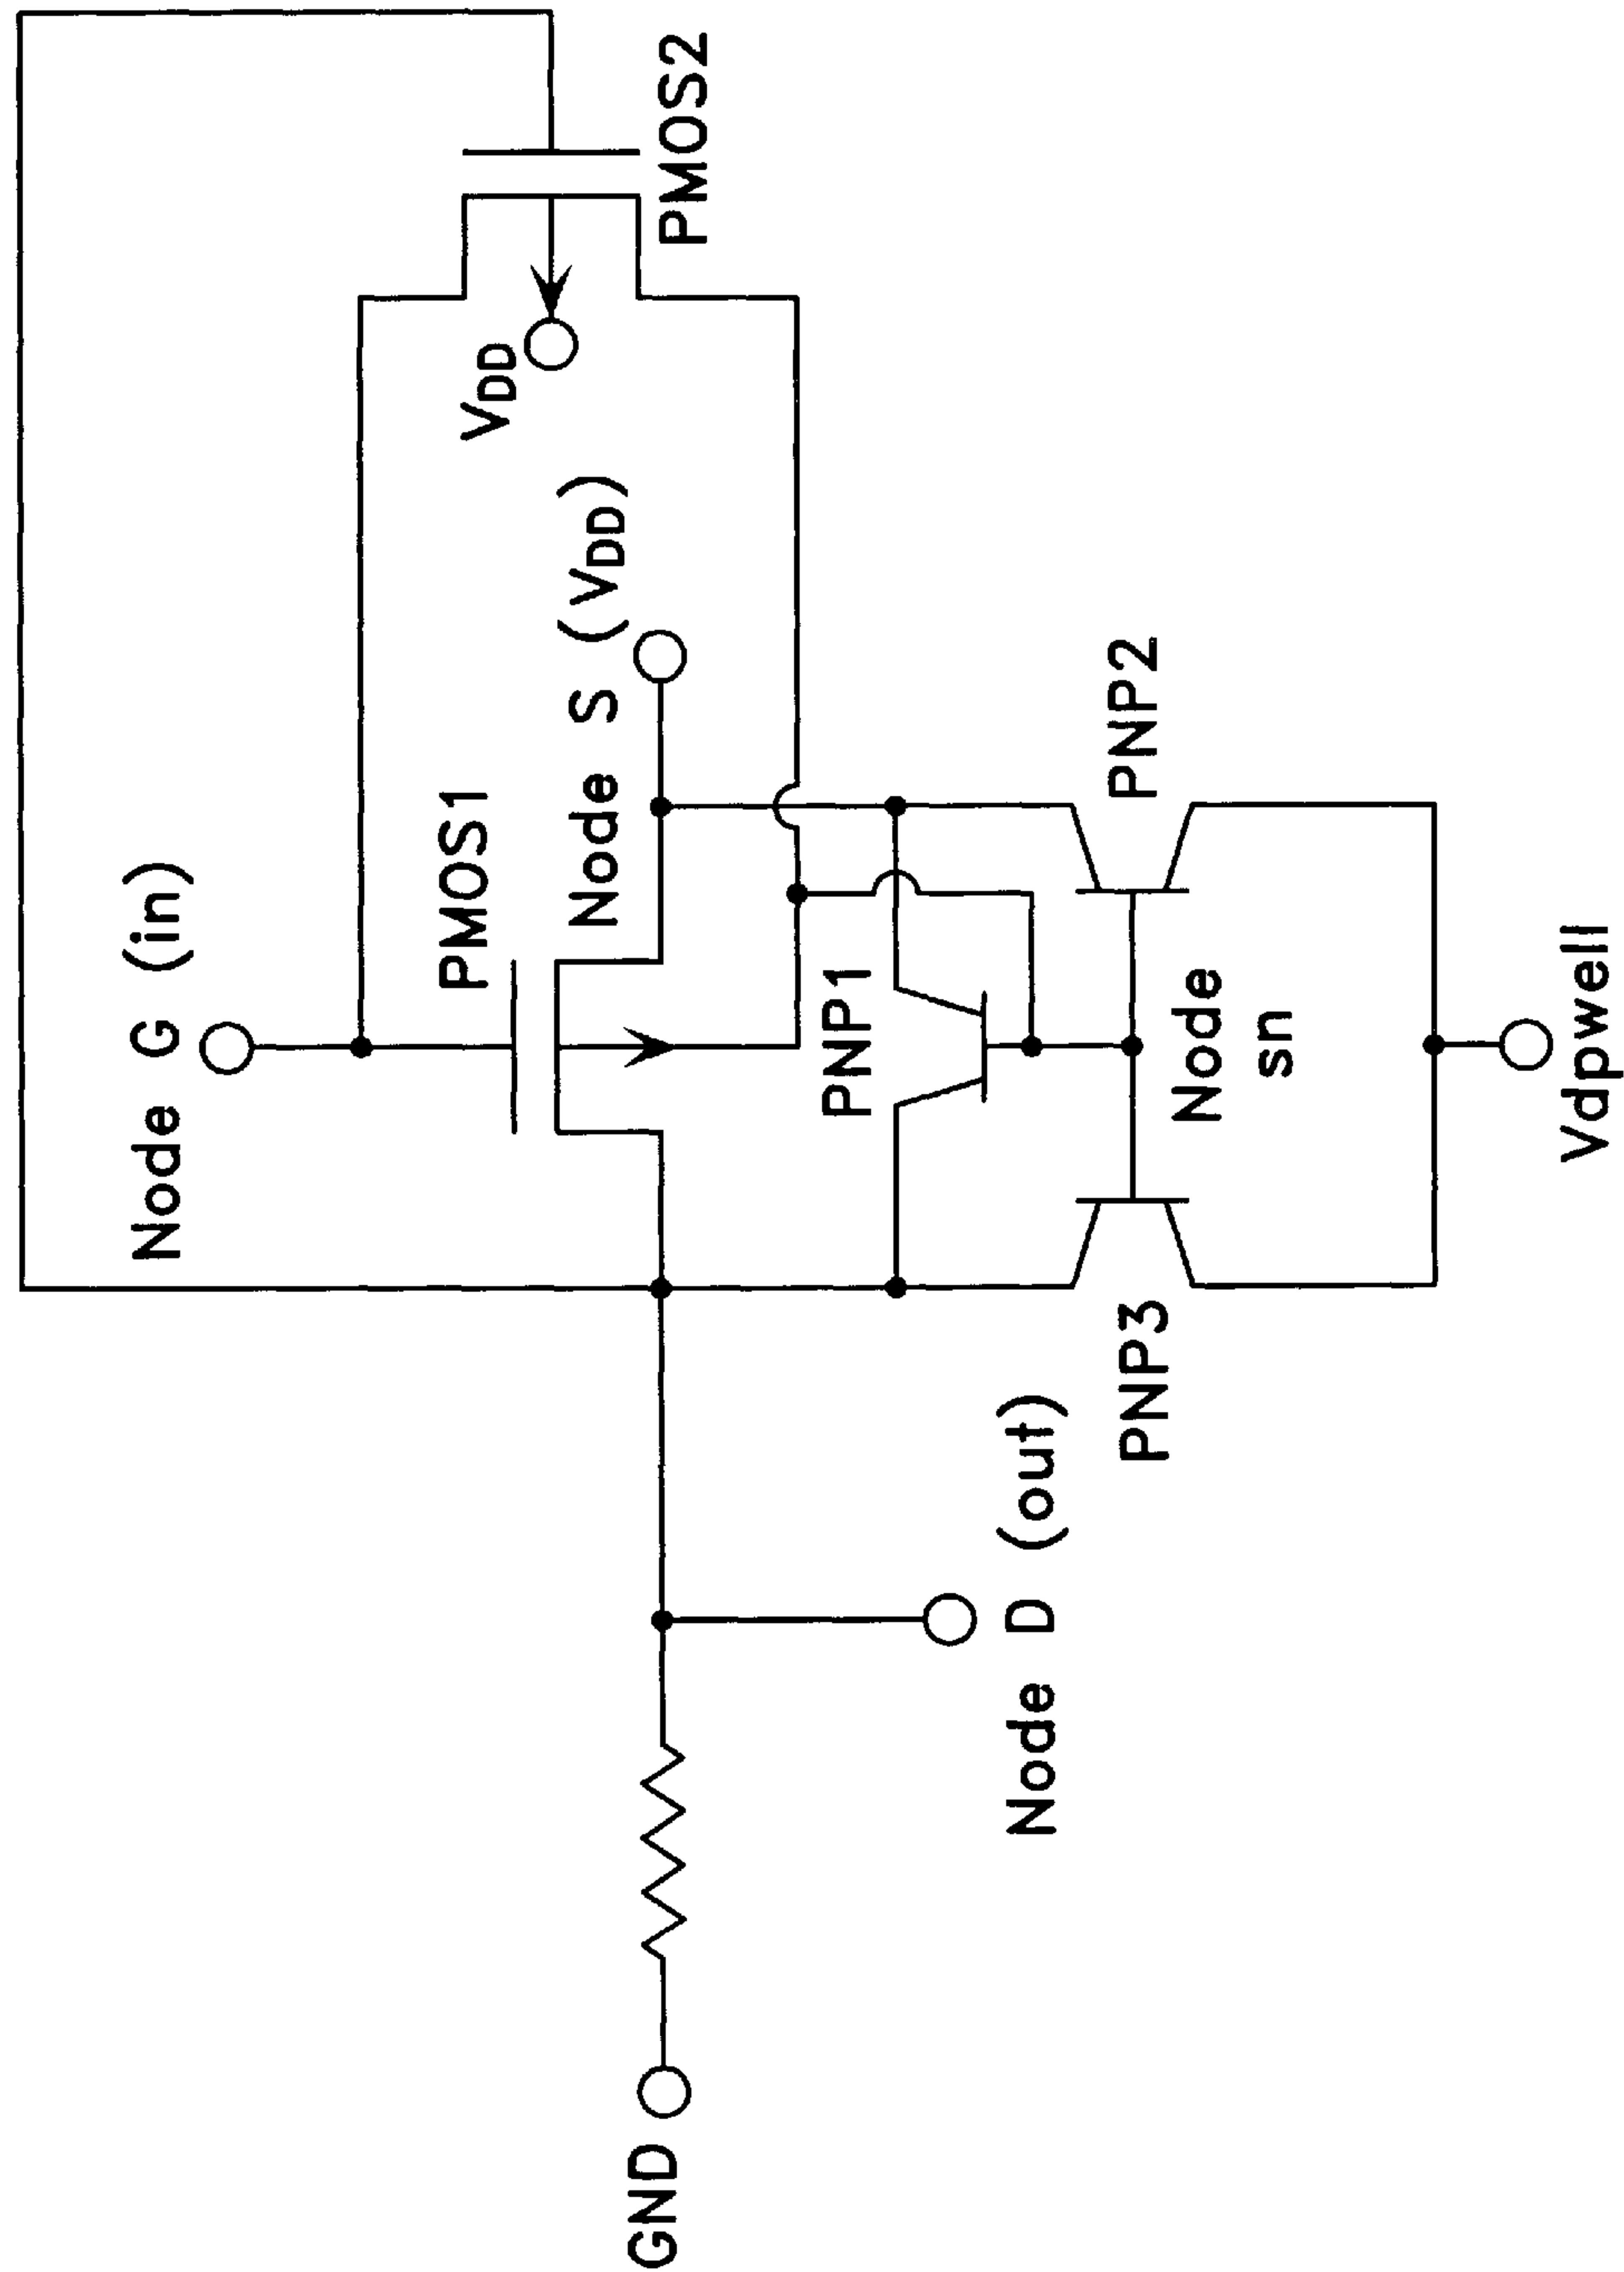 PMOS2
VDD
Node S (VDD)
PNP2
Node G (in)
PMOS1
PNP1
Node
sn
Vdpwell
PNP3
Node D (out)
GND